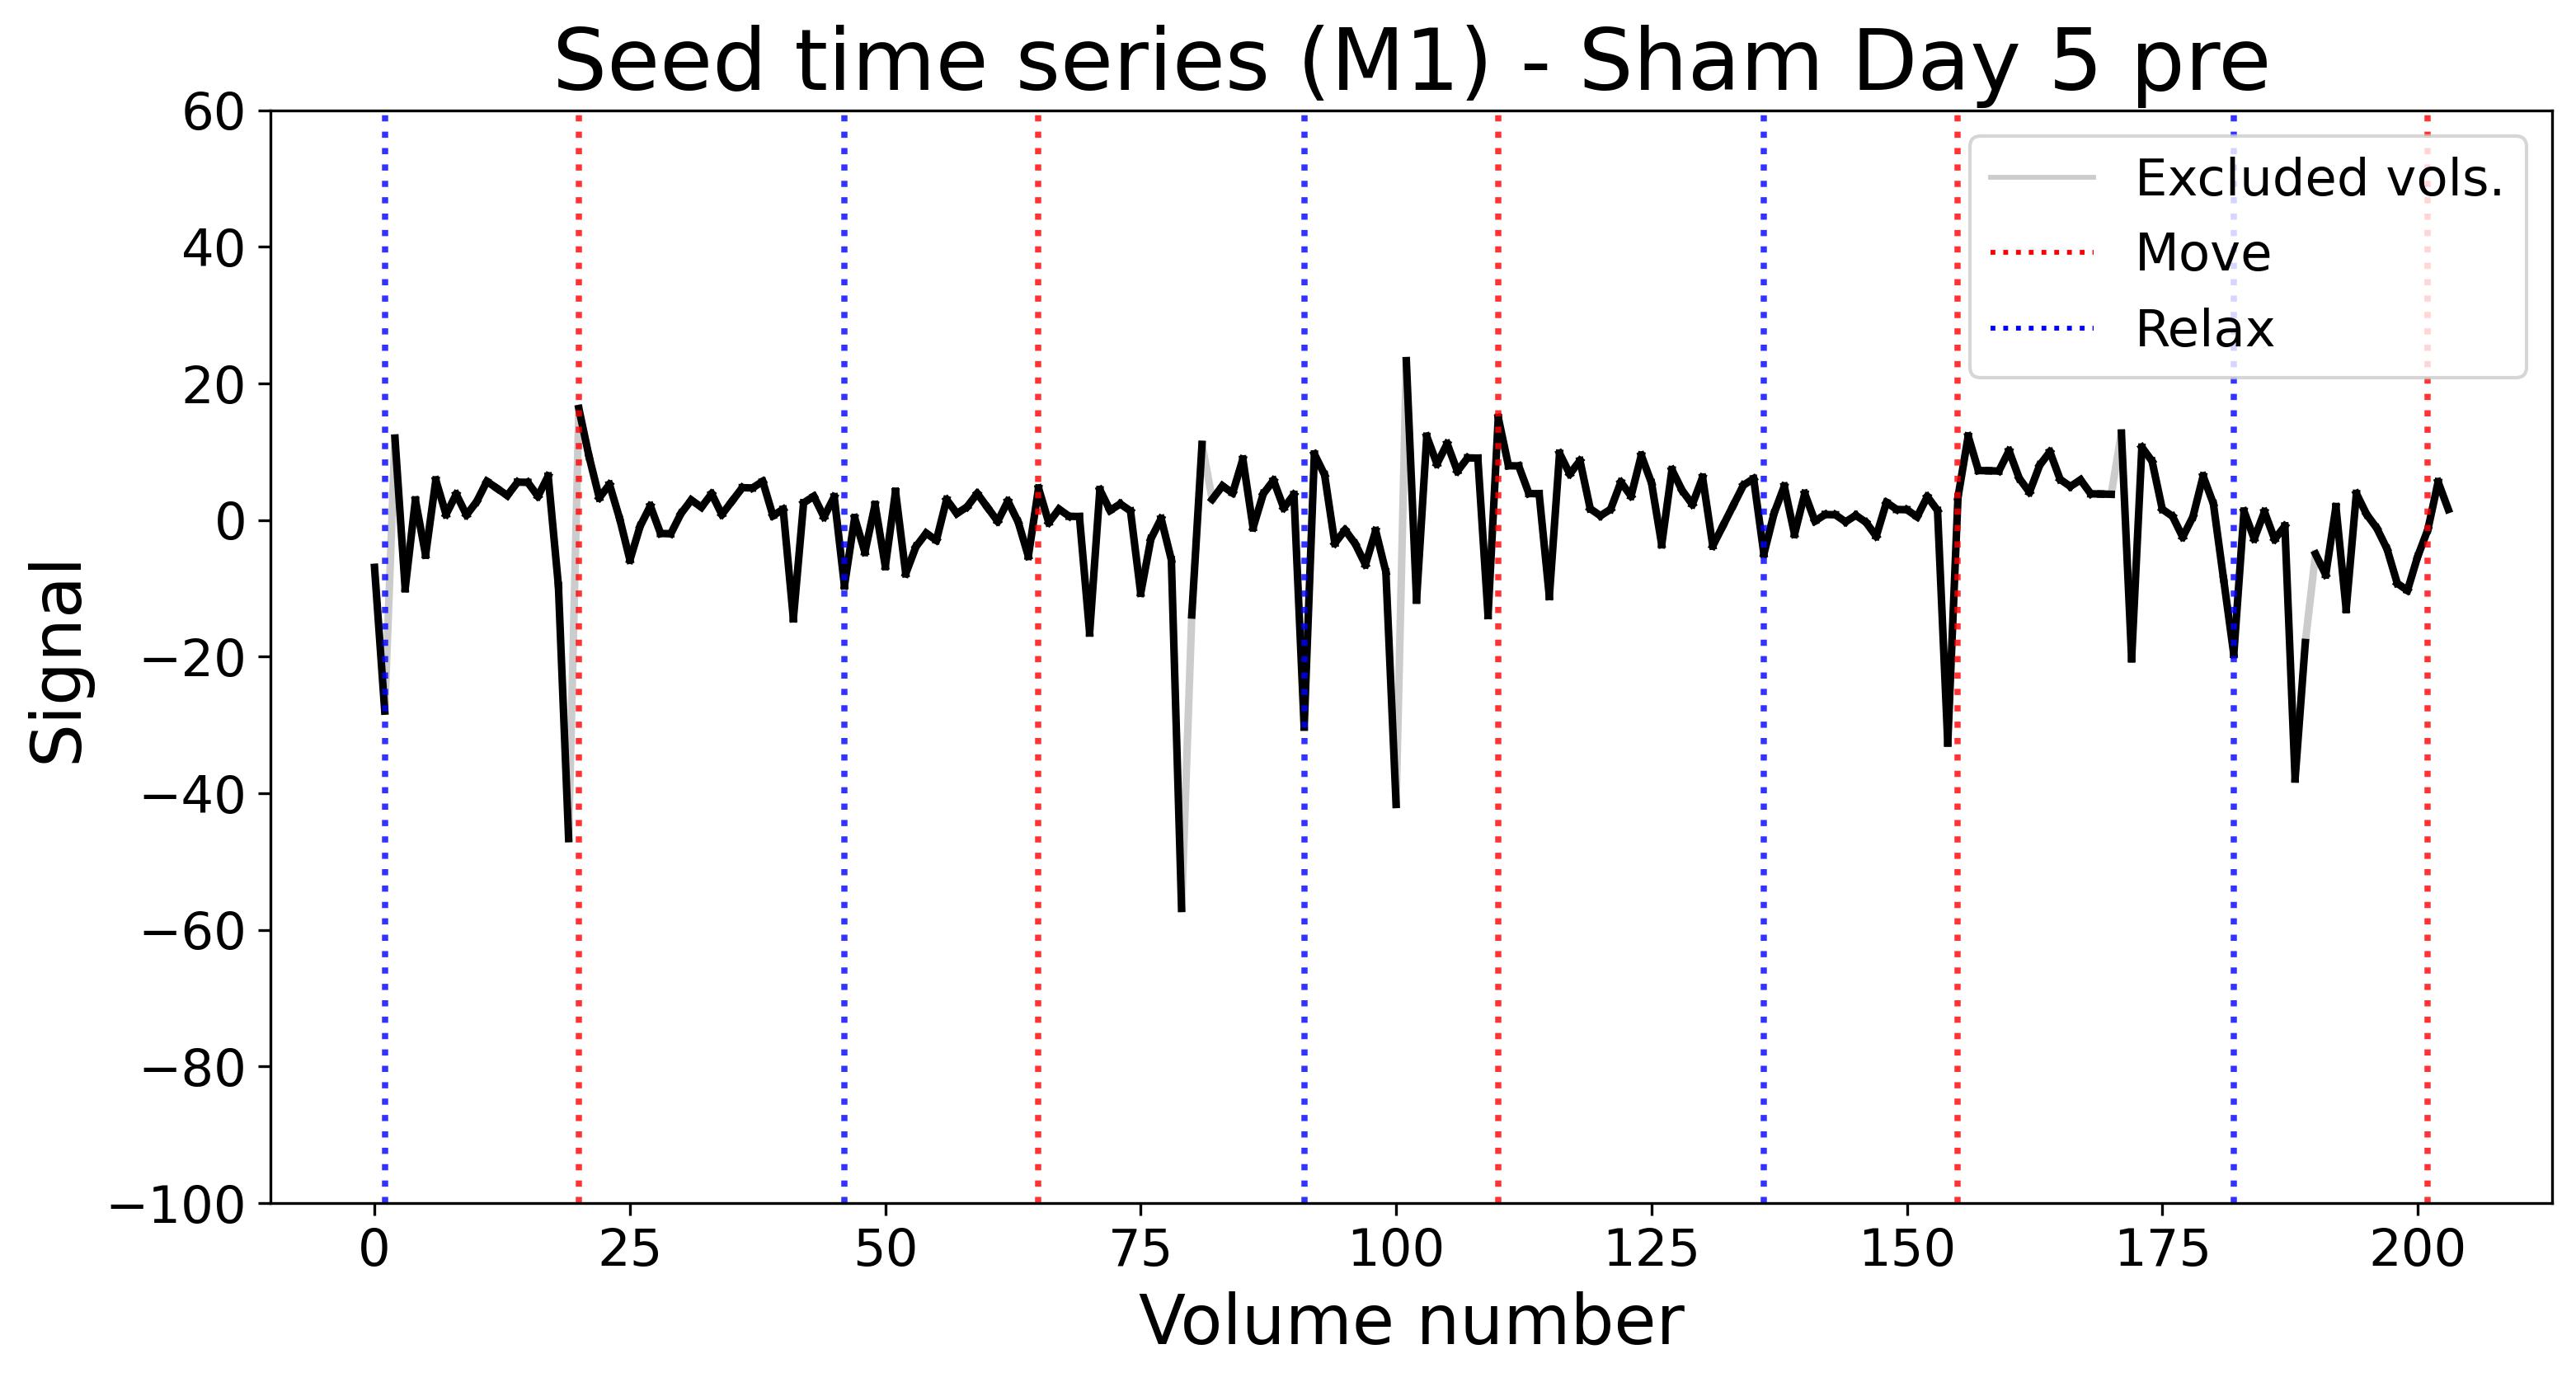 Seed time series (M1) - Sham Day 5 pre
60
40
20
0
−20
−40
−60
−80
−100
Signal
Excluded vols.
Move
Relax
0 25 50 75 100 125 150 175 200
Volume number